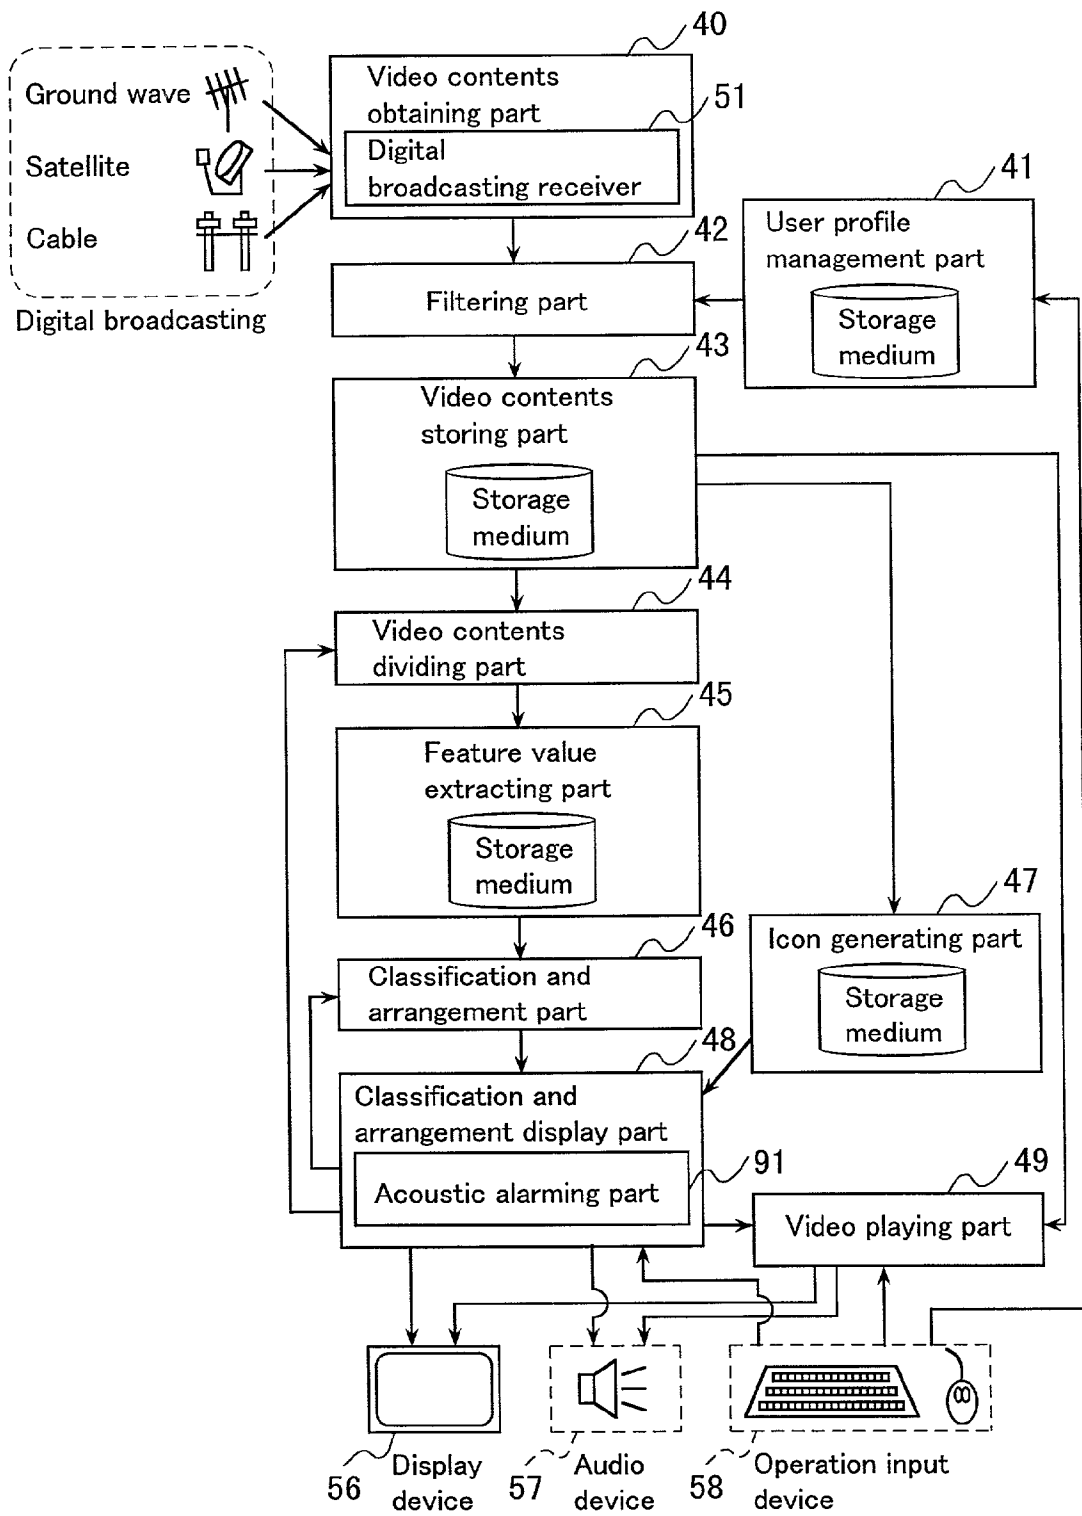 40
Video contents
obtaining part
51
Digital
broadcasting receiver
Ground wave
Satellite
Cable
Digital broadcasting
41
User profile
management part
Storage
medium
42
Filtering part
43
Video contents
storing part
Storage
medium
44
Video contents
dividing part
45
Feature value
extracting part
Storage
medium
46
Classification and
arrangement part
47
Icon generating part
Storage
medium
48
Classification and
arrangement display part
91
Acoustic alarming part
49
Video playing part
56
Display
device
57
Audio
device
58
Operation input
device